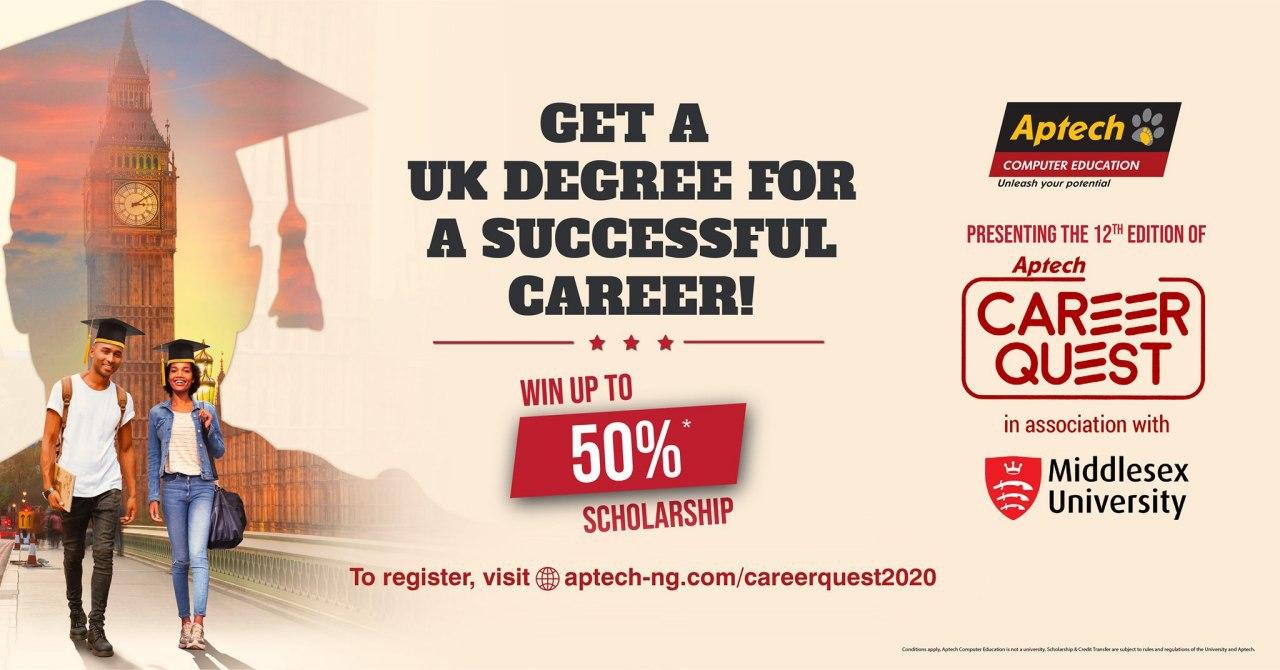 GET A
UK DEGREE FOR
A SUCCESSFUL
CAREER!
WIN UP TO
50%*
SCHOLARSHIP
To register, visit aptech-ng.com/careerquest2020
Aptech
COMPUTER EDUCATION
Unleash your potential
PRESENTING THE 12TH EDITION OF
Aptech
CAREER
QUEST
in association with
Middlesex
University
Conditions apply, Aptech Computer Education is not a university. Scholarship & Credit Transfer are subject to rules and regulations of the University and Aptech.